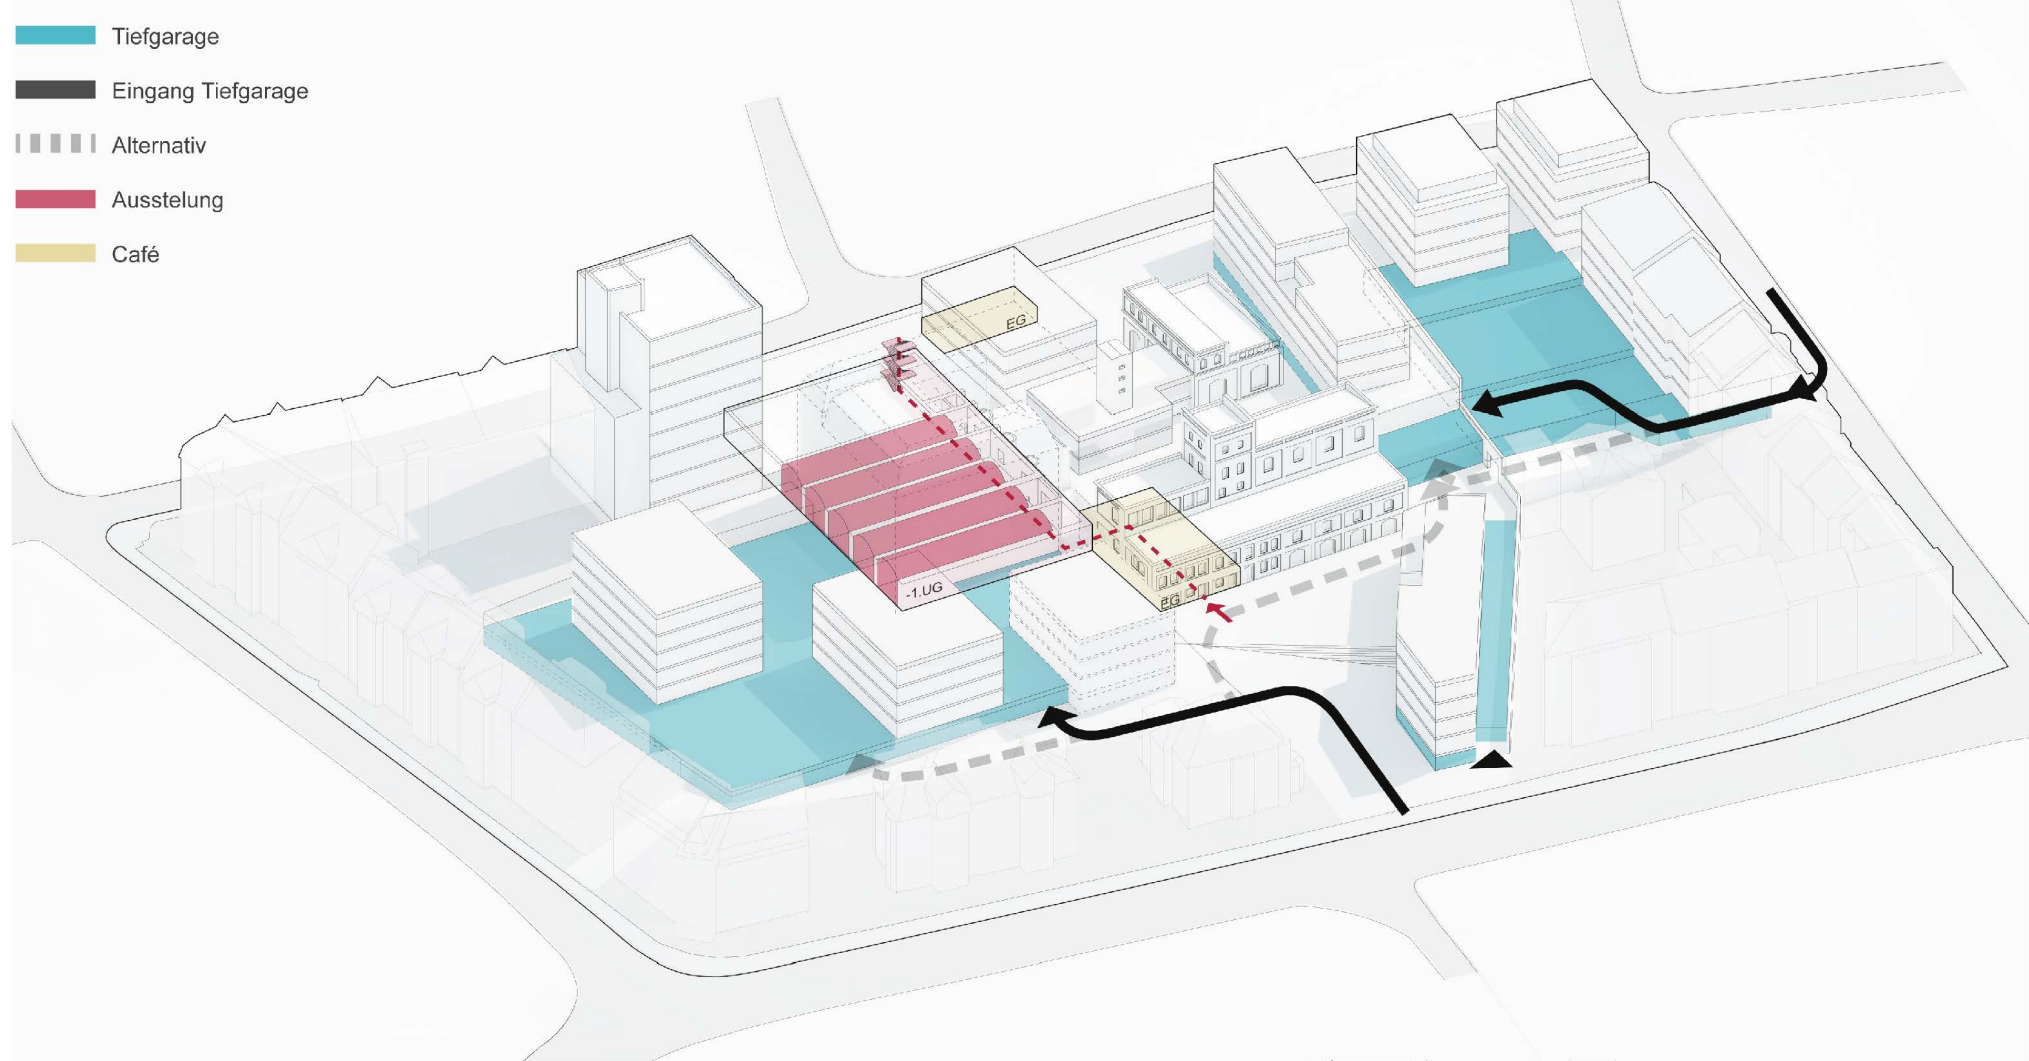 Tiefgarage
Eingang Tiefgarage
Alternativ
Ausstelung
Café
EG
-1.UG
EG